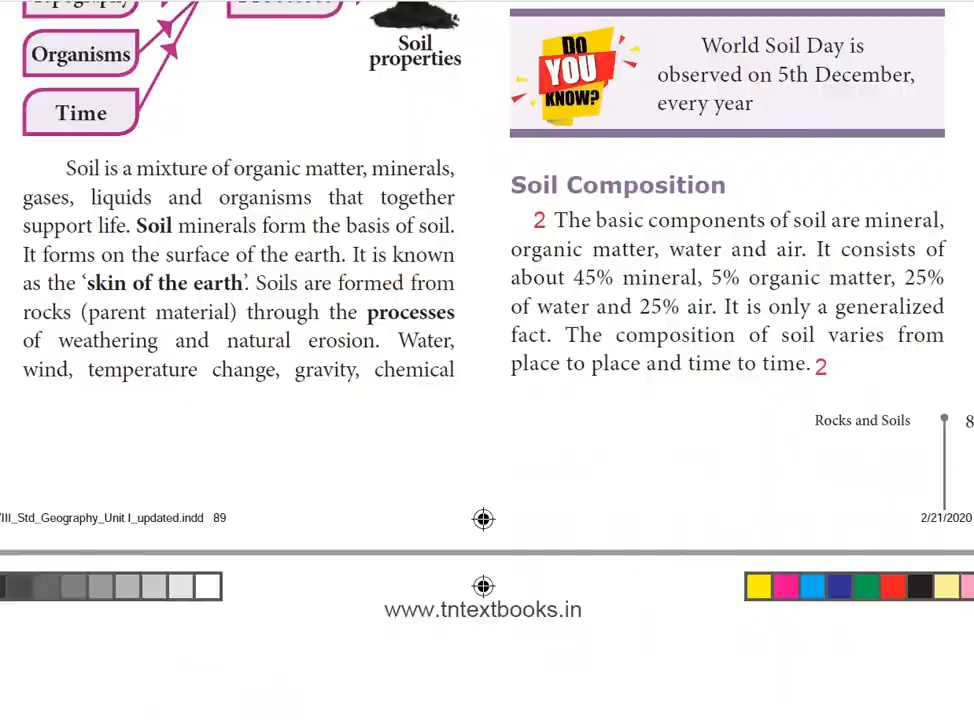 Topography
Organisms
Time
Soil
properties
Soil is a mixture of organic matter, minerals,
gases, liquids and organisms that together
support life. Soil minerals form the basis of soil.
It forms on the surface of the earth. It is known
as the ‘skin of the earth’. Soils are formed from
rocks (parent material) through the processes
of weathering and natural erosion. Water,
wind, temperature change, gravity, chemical
DO
YOU
KNOW?
World Soil Day is
observed on 5th December,
every year
Soil Composition
2 The basic components of soil are mineral,
organic matter, water and air. It consists of
about 45% mineral, 5% organic matter, 25%
of water and 25% air. It is only a generalized
fact. The composition of soil varies from
place to place and time to time. 2
Rocks and Soils 8
VIII_Std_Geography_Unit I_updated.indd 89
2/21/2020
www.tntextbooks.in